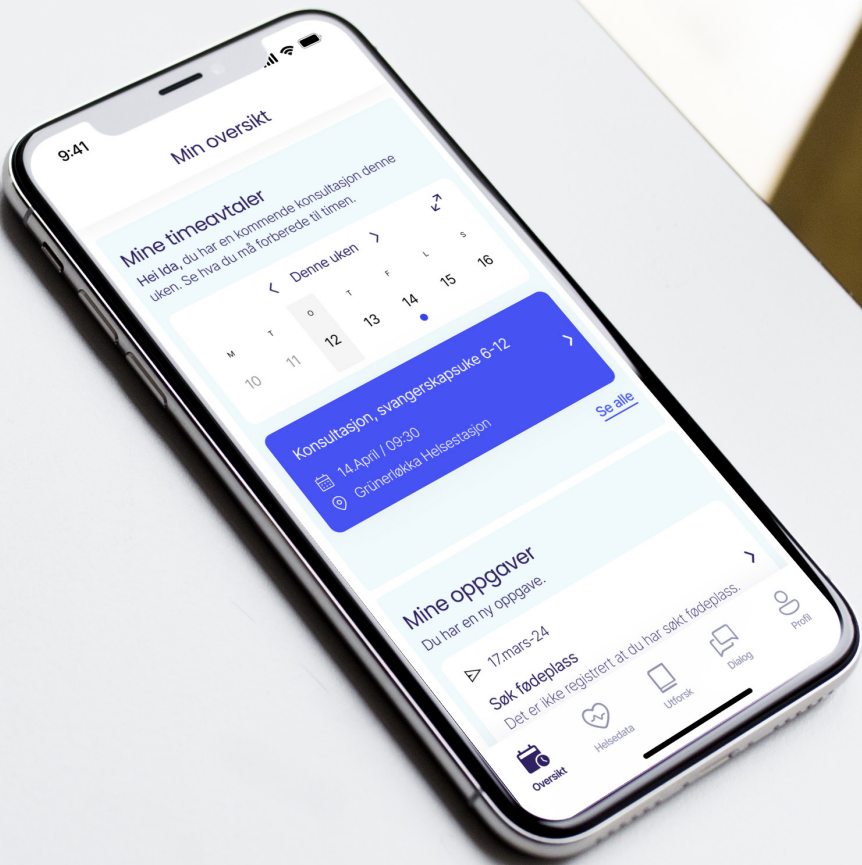 9:41
Min oversikt
Mine timeavtaler
Hei Ida, du har en kommende konsultasjon denne
uken. Se hva du må forberede til timen.
Denne uken
M T O T F L S
10 11 12 13 14 15 16
Konsultasjon, svangerskapsuke 6-12
14.April / 09:30
Grünerløkka Helsestasjon
Se alle
Mine oppgaver
Du har en ny oppgave.
17.mars-24
Søk fødeplass
Det er ikke registrert at du har søkt fødeplass.
Oversikt Helsedata Utforsk Dialog Profil